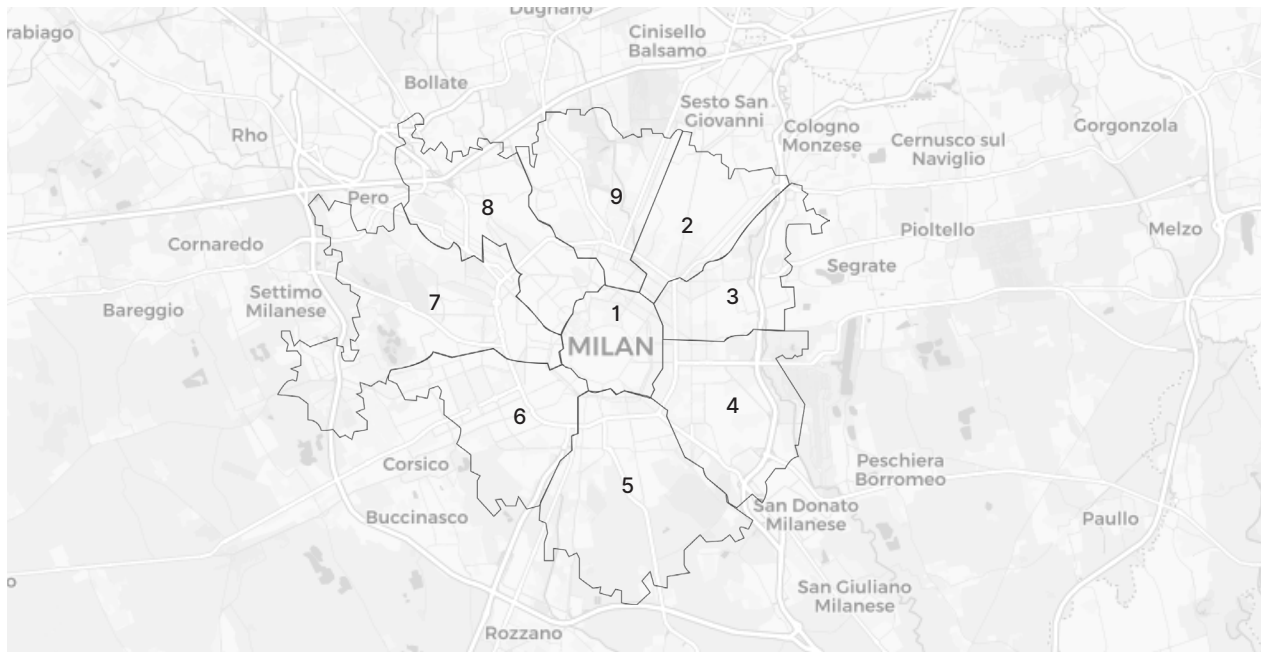 Dugnano
rabiago
Cinisello
Balsamo
Bollate
Sesto San
Giovanni
Rho
Cologno
Monzese
Gorgonzola
Cernusco sul
Naviglio
Pero
9
8
2
Pioltello
Melzo
Cornaredo
Segrate
Settimo
Milanese
7
3
Bareggio
1
MILAN
6
4
Corsico
Peschiera
Borromeo
5
Buccinasco
San Donato
Milanese
Paullo
o
San Giuliano
Milanese
Rozzano